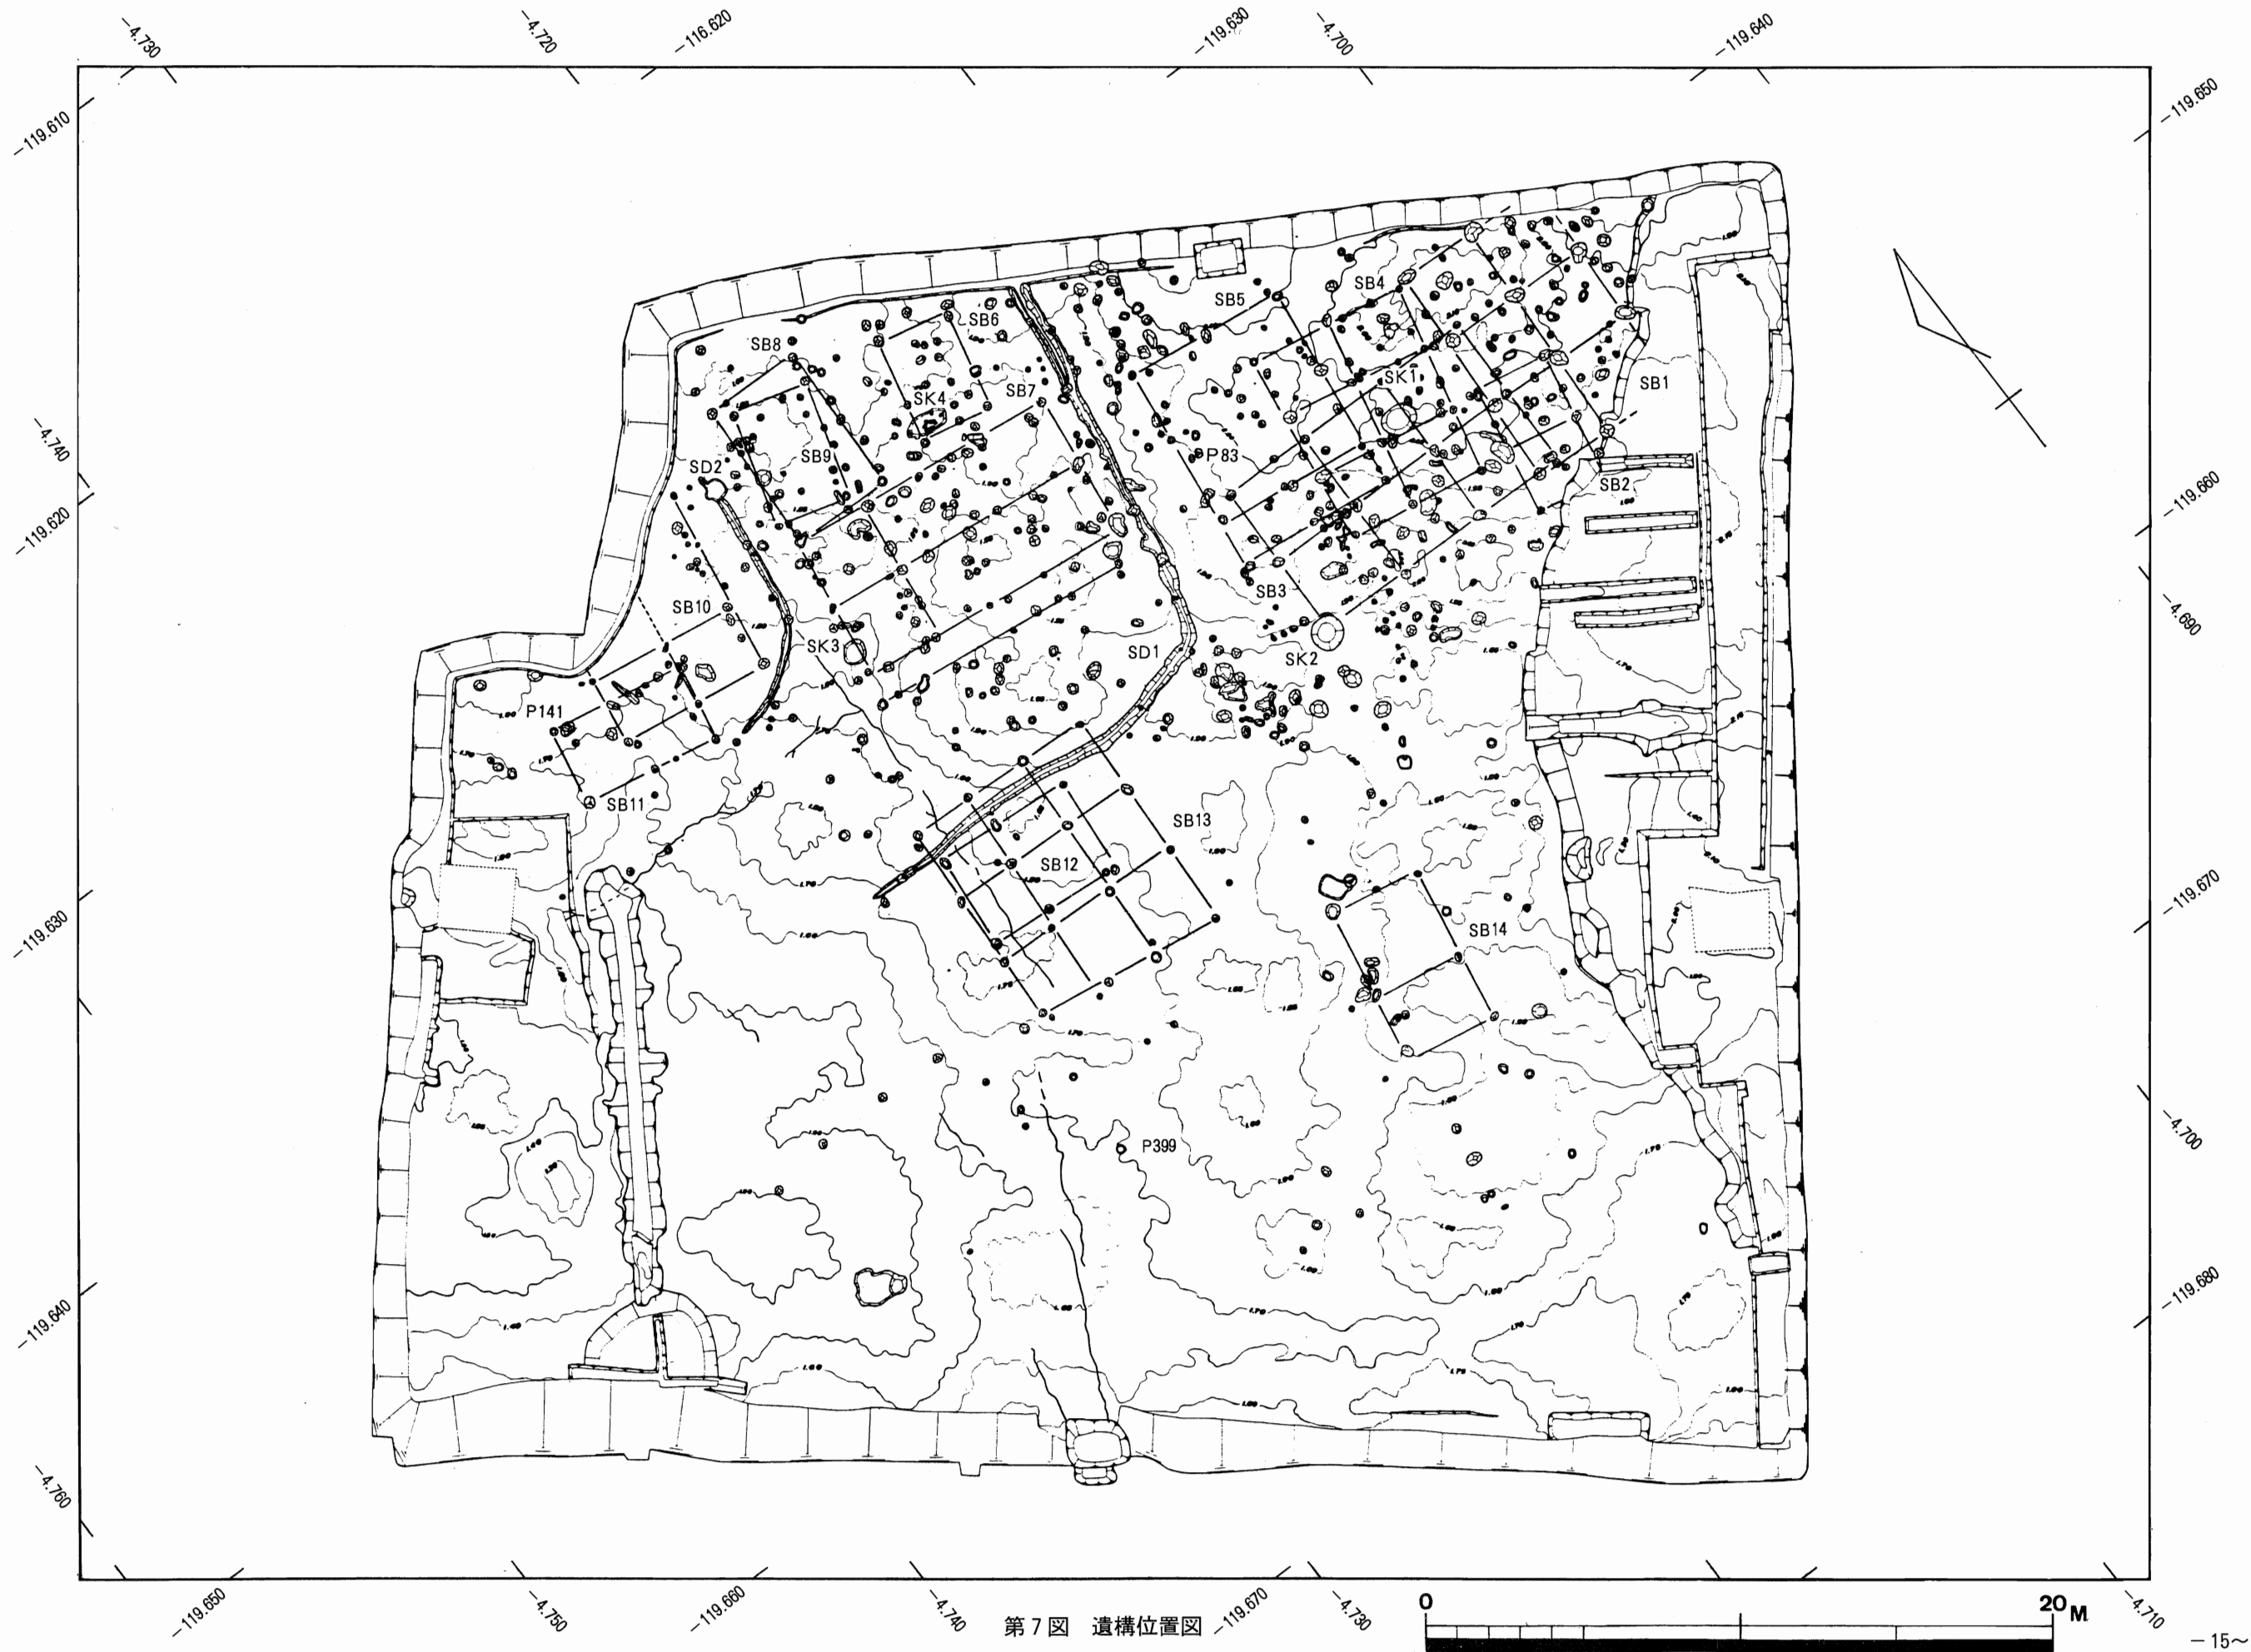 -4.730
-4.720
-116.620
-119.630
-4.700
-119.640
-119.610
-119.650
SB5
SB4
SB6
SB8
SB7
SK4
SK1
SB1
-4.740
SB9
P83
SD2
SB2
-119.620
-119.660
SB10
SB3
-4.690
SK3
SD1
SK2
P141
SB11
SB13
SB12
-119.630
-119.670
SB14
P399
-4.700
-119.640
-119.680
-4.760
-119.650
-4.750
-119.660
-4.740
第7図 遺構位置図
-119.670
-4.730
0
20M
-4.710
-15~